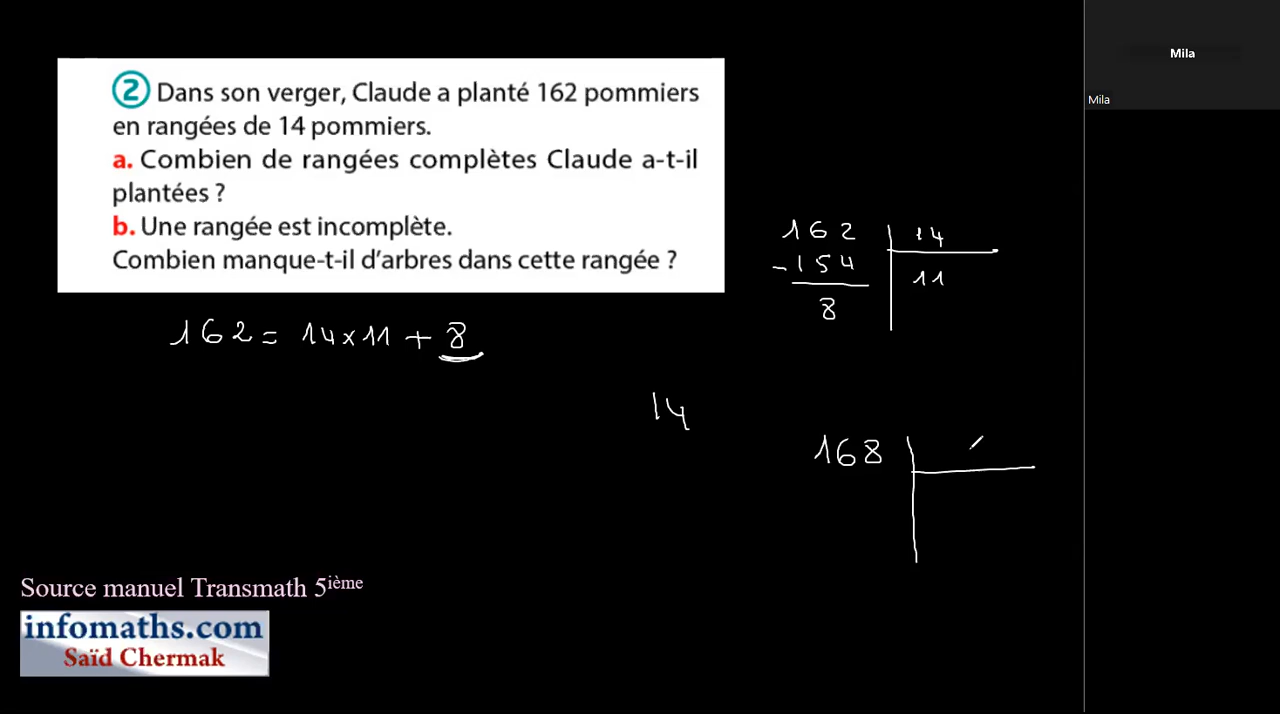 ② Dans son verger, Claude a planté 162 pommiers
en rangées de 14 pommiers.
a. Combien de rangées complètes Claude a-t-il
plantées ?
b. Une rangée est incomplète.
Combien manque-t-il d'arbres dans cette rangée ?
162 = 14 × 11 + 8
162 14
-154 11
8
14
168
Source manuel Transmath 5ième
infomaths.com
Saïd Chermak
Mila
Mila